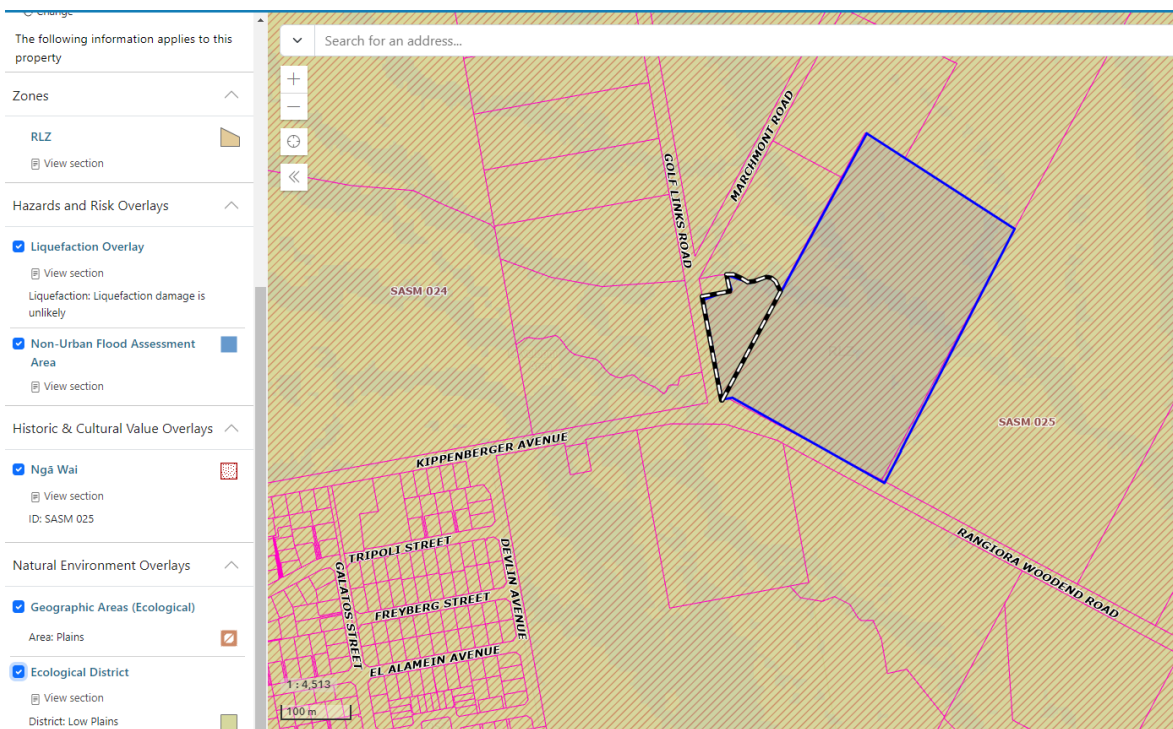 Change
The following information applies to this
property
Zones
RLZ
View section
Hazards and Risk Overlays
Liquefaction Overlay
View section
Liquefaction: Liquefaction damage is
unlikely
Non-Urban Flood Assessment
Area
View section
Historic & Cultural Value Overlays
Ngā Wai
View section
ID: SASM 025
Natural Environment Overlays
Geographic Areas (Ecological)
Area: Plains
Ecological District
View section
District: Low Plains
Search for an address...
MARCHMONT ROAD
GOLF LINKS ROAD
SASM 024
SASM 025
KIPPENBERGER AVENUE
RANGIORA WOODEND ROAD
TRIPOLI STREET
DEVLIN AVENUE
GALATOS STREET
FREYBERG STREET
EL ALAMEIN AVENUE
1 : 4,513
100 m